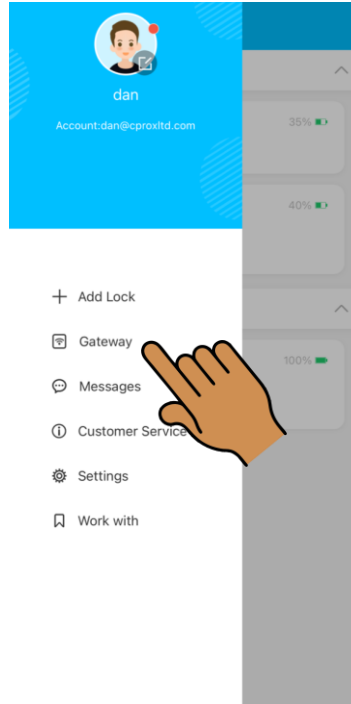 dan
Account:dan@cproxltd.com
35%
40%
Add Lock
Gateway
100%
Messages
Customer Service
Settings
Work with